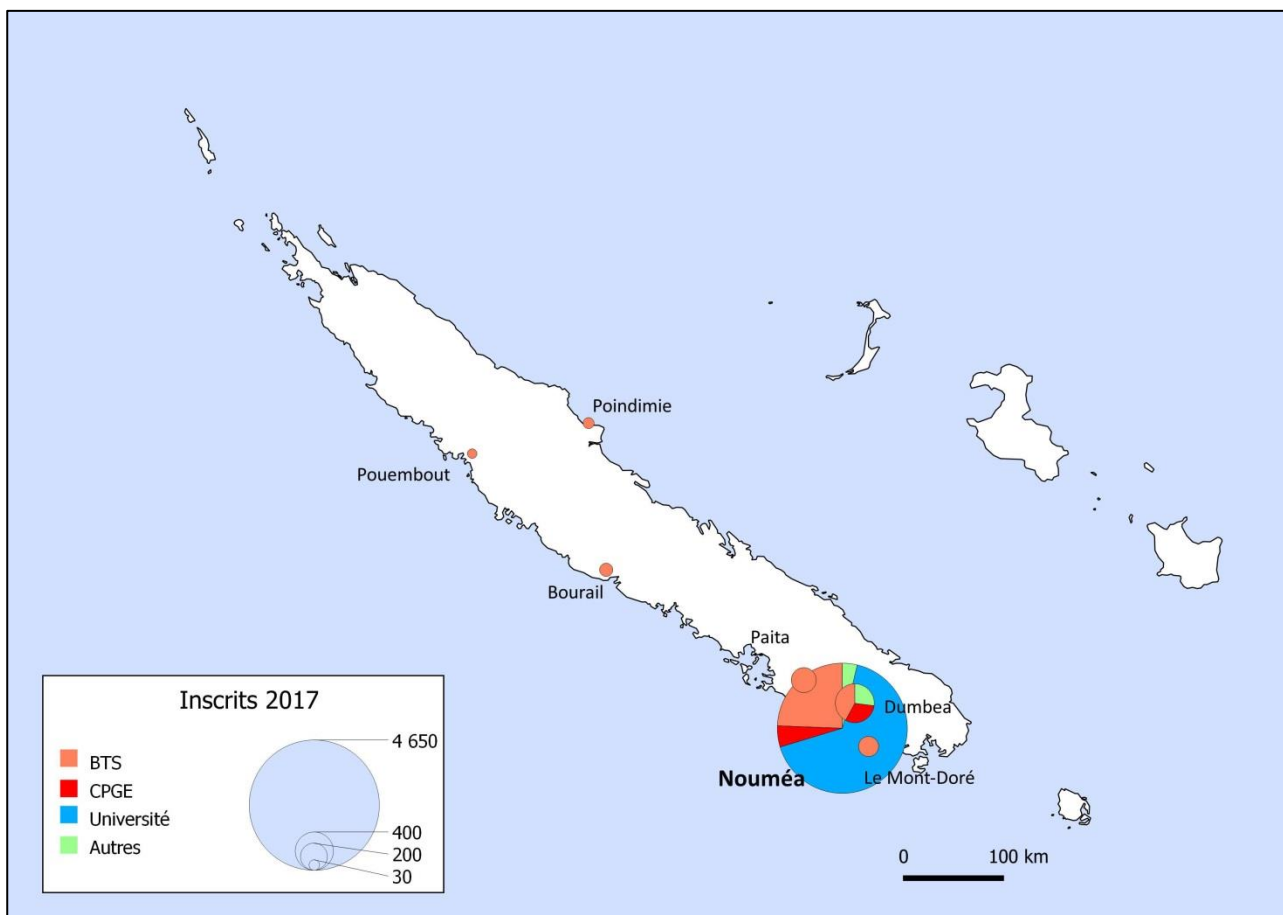 Poindimie
Pouembout
Bourail
Paita
Dumbea
Nouméa
Le Mont-Doré
Inscrits 2017
BTS
CPGE
Université
Autres
4 650
400
200
30
0 100 km